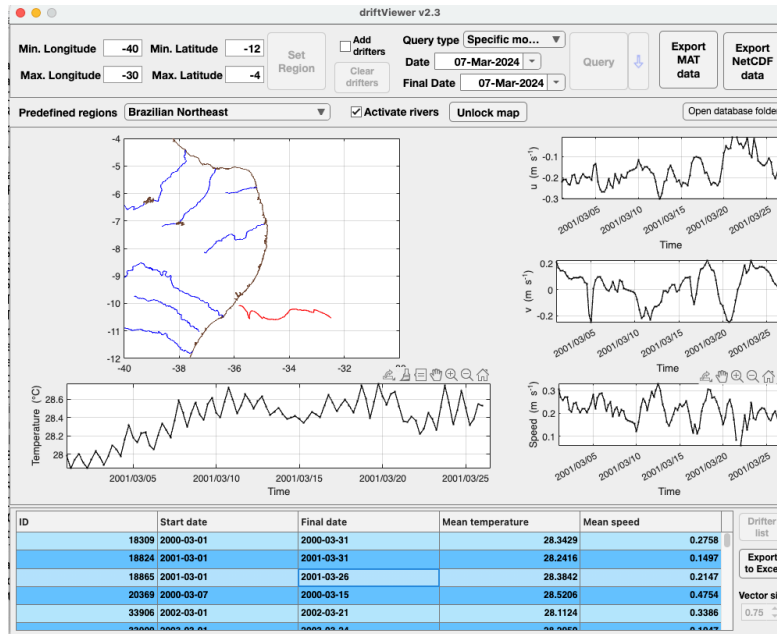 driftViewer v2.3
Min. Longitude -40 Min. Latitude -12
Max. Longitude -30 Max. Latitude -4
Set Region
Add drifters
Clear drifters
Query type Specific mo...
Date 07-Mar-2024
Final Date 07-Mar-2024
Query
Export MAT data
Export NetCDF data
Predefined regions Brazilian Northeast
Activate rivers
Unlock map
Open database folder
-4
-5
-6
-7
-8
-9
-10
-11
-12
-40 -38 -36 -34 -32
u (m s⁻¹)
-0.1
-0.2
-0.3
2001/03/05 2001/03/10 2001/03/15 2001/03/20 2001/03/25
Time
v (m s⁻¹)
0.2
0
-0.2
2001/03/05 2001/03/10 2001/03/15 2001/03/20 2001/03/25
Time
Temperature (°C)
28.6
28.4
28.2
28
2001/03/05 2001/03/10 2001/03/15 2001/03/20 2001/03/25
Time
Speed (m s⁻¹)
0.3
0.2
0.1
2001/03/05 2001/03/10 2001/03/15 2001/03/20 2001/03/25
Time
ID Start date Final date Mean temperature Mean speed
18309 2000-03-01 2000-03-31 28.3429 0.2758
18824 2001-03-01 2001-03-31 28.2416 0.1497
18865 2001-03-01 2001-03-26 28.3842 0.2147
20369 2000-03-07 2000-03-15 28.5206 0.4754
33906 2002-03-01 2002-03-21 28.1124 0.3386
Drifter list
Export to Exce
Vector si
0.75